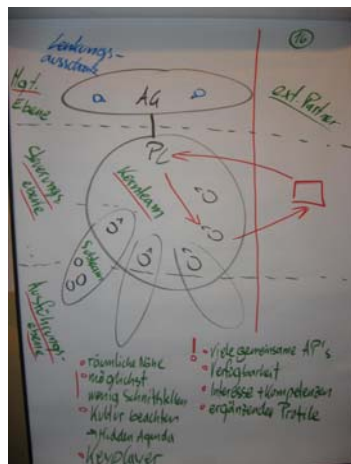 Lenkungs-
ausschuß
16
Mgt.
Ebene
AG
ext. Partner
PL
Steuerungs-
ebene
Kernteam
Subteam
Ausführungs-
ebene
räumliche Nähe
möglichst
wenig Schnittstellen
Kultur beachten
→ Hidden Agenda
Keyplayer
! viele gemeinsame AP's
Verfügbarkeit
Interesse + Kompetenzen
ergänzende Profile